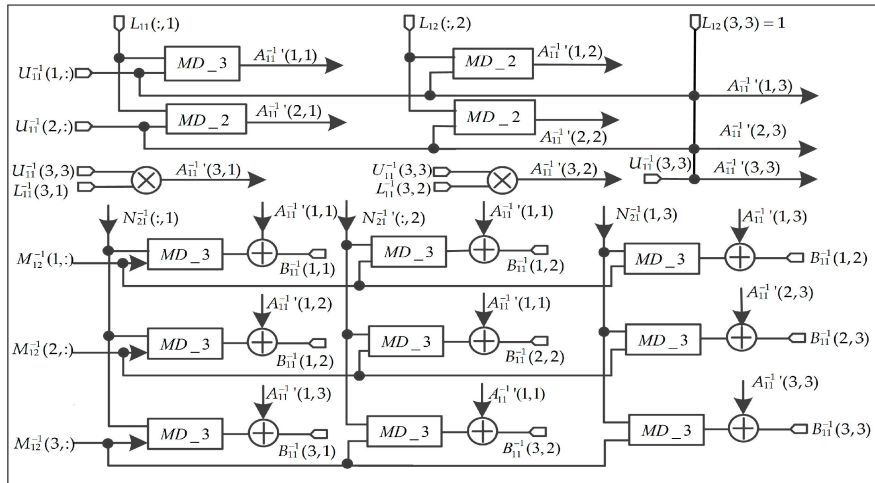 L₁₁(:,1) L₁₂(:,2) L₁₂(3,3) = 1
MD_3 A₁₁⁻¹'(1,1) MD_2 A₁₁⁻¹'(1,2)
U₁₁⁻¹(1,:) A₁₁⁻¹'(1,3)
MD_2 A₁₁⁻¹'(2,1) MD_2 A₁₁⁻¹'(2,2)
U₁₁⁻¹(2,:) A₁₁⁻¹'(2,3)
U₁₁⁻¹(3,3) A₁₁⁻¹'(3,1) U₁₁⁻¹(3,3) A₁₁⁻¹'(3,2) U₁₁⁻¹(3,3) A₁₁⁻¹'(3,3)
L₁₁⁻¹(3,1) L₁₁⁻¹(3,2)
N₂₁⁻¹(:,1) A₁₁⁻¹'(1,1) N₂₁⁻¹'(:,2) A₁₁⁻¹'(1,1) N₂₁⁻¹(1,3) A₁₁⁻¹'(1,3)
M₁₂⁻¹(1,:) MD_3 B₁₁⁻¹(1,1) MD_3 B₁₁⁻¹(1,2) MD_3 B₁₁⁻¹(1,2)
A₁₁⁻¹'(1,2) A₁₁⁻¹'(1,1) A₁₁⁻¹'(2,3)
M₁₂⁻¹(2,:) MD_3 B₁₁⁻¹(1,2) MD_3 B₁₁⁻¹(2,2) MD_3 B₁₁⁻¹(2,3)
A₁₁⁻¹'(1,3) A₁₁⁻¹'(1,1) A₁₁⁻¹'(3,3)
M₁₂⁻¹(3,:) MD_3 B₁₁⁻¹(3,1) MD_3 B₁₁⁻¹(3,2) MD_3 B₁₁⁻¹(3,3)